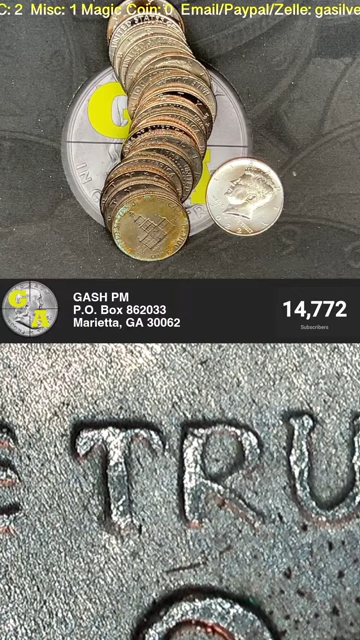 C: 2 Misc: 1 Magic Coin: 0 Email/Paypal/Zelle: gasilve
G
A
GASH PM
P.O. Box 862033
Marietta, GA 30062
14,772
Subscribers
G
A
E TRU